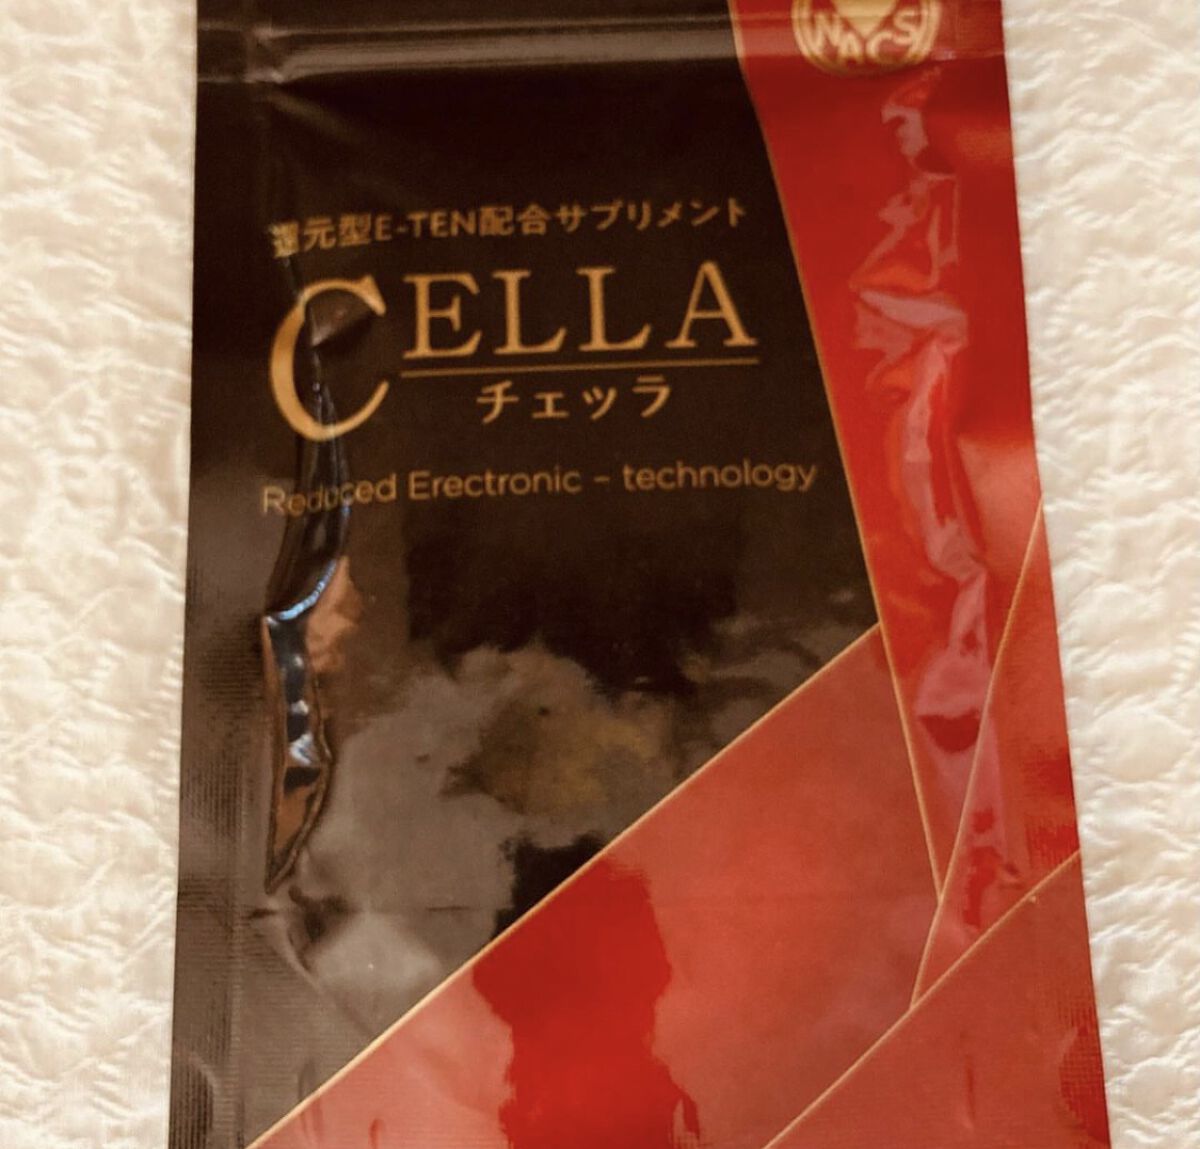 WACS
還元型E-TEN配合サプリメント
CELLA
チェッラ
Reduced Erectronic - technology